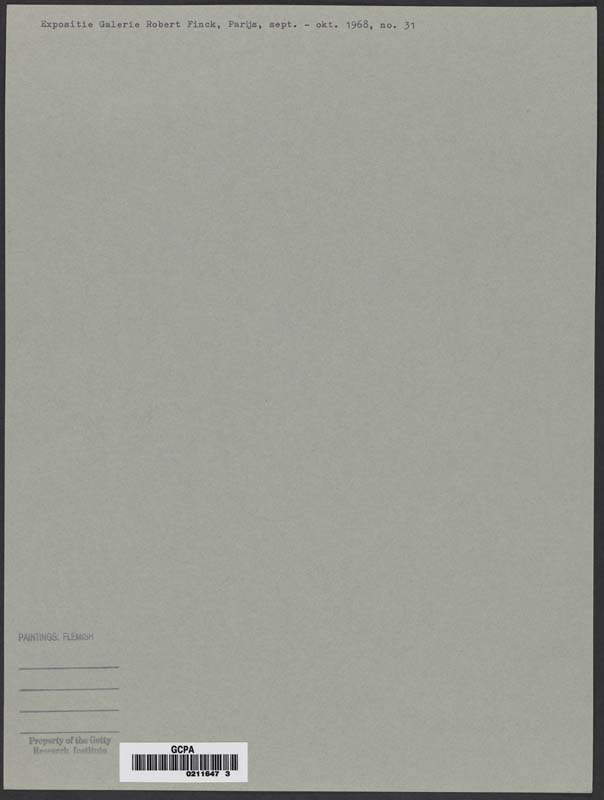 Expositie Galerie Robert Finck, Parijs, sept. - okt. 1968, no. 31
PAINTINGS: FLEMISH
Property of the Getty
Research Institute
GCPA
0211647 3